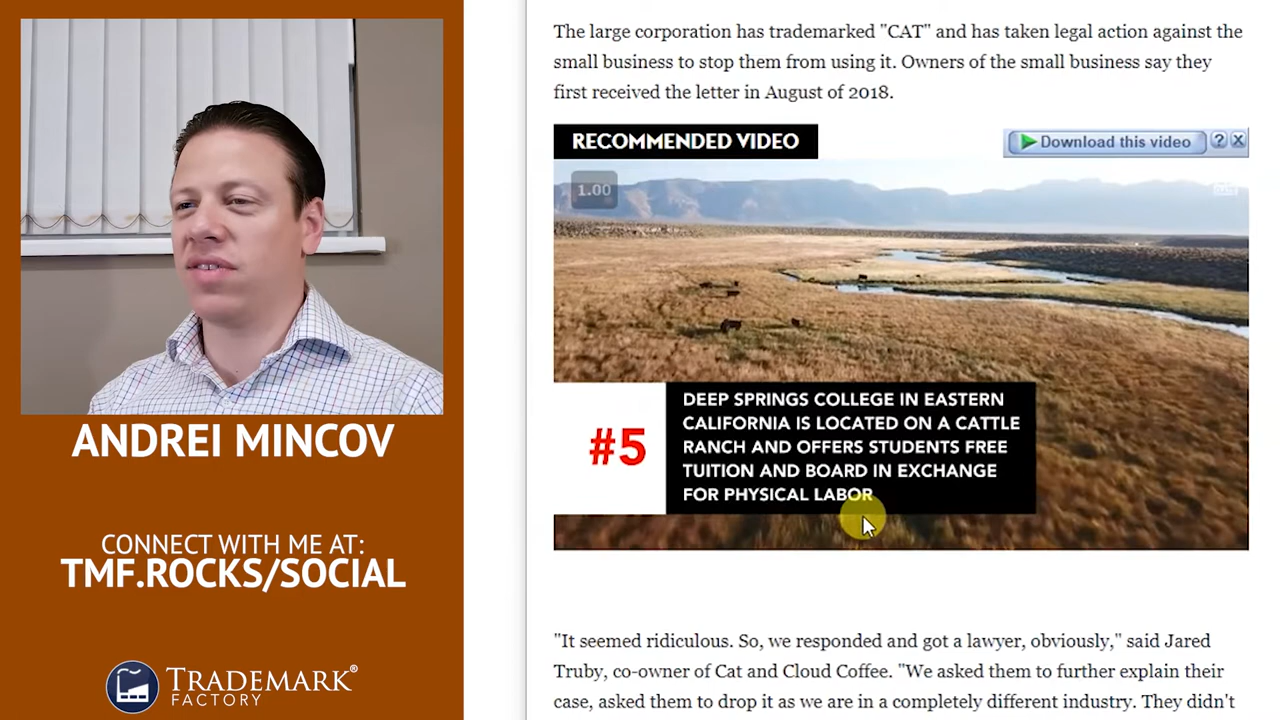 ANDREI MINCOV
CONNECT WITH ME AT:
TMF.ROCKS/SOCIAL
TRADEMARK®
FACTORY
The large corporation has trademarked "CAT" and has taken legal action against the
small business to stop them from using it. Owners of the small business say they
first received the letter in August of 2018.
RECOMMENDED VIDEO
Download this video ? X
1.00
#5
DEEP SPRINGS COLLEGE IN EASTERN
CALIFORNIA IS LOCATED ON A CATTLE
RANCH AND OFFERS STUDENTS FREE
TUITION AND BOARD IN EXCHANGE
FOR PHYSICAL LABOR
"It seemed ridiculous. So, we responded and got a lawyer, obviously," said Jared
Truby, co-owner of Cat and Cloud Coffee. "We asked them to further explain their
case, asked them to drop it as we are in a completely different industry. They didn't